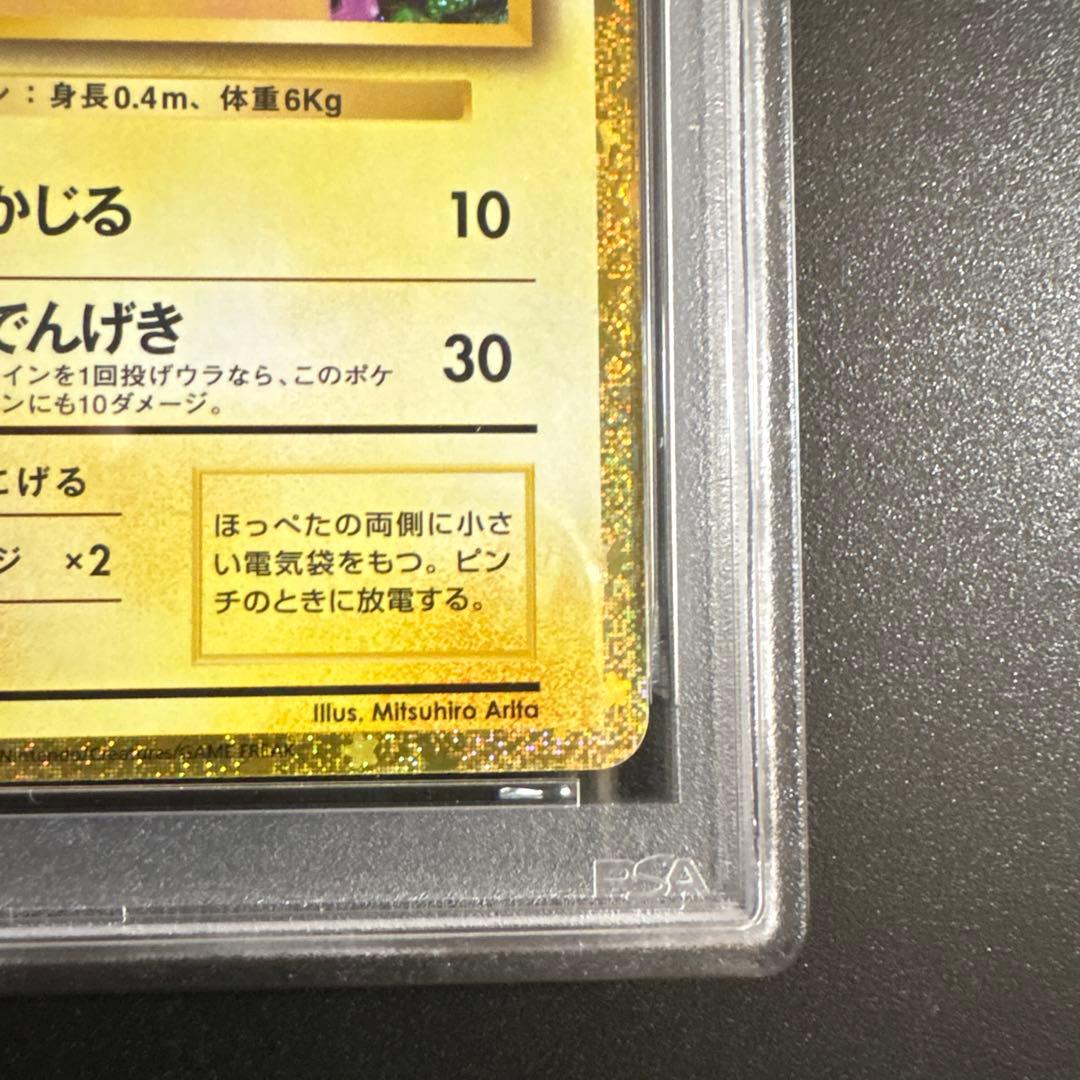 ン：身長0.4m、体重6Kg
かじる 10
でんげき 30
インを1回投げウラなら、このポケ
ンにも10ダメージ。
にげる
ジ ×2
ほっぺたの両側に小さ
い電気袋をもつ。ピン
チのときに放電する。
Illus. Mitsuhiro Arita
Nintendo/Creatures/GAME FREAK
PSA